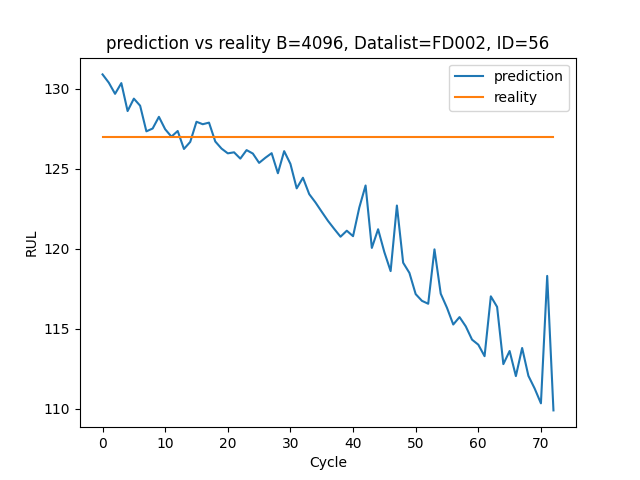 prediction vs reality B=4096, Datalist=FD002, ID=56
prediction
reality
130
125
120
115
110
RUL
0 10 20 30 40 50 60 70
Cycle